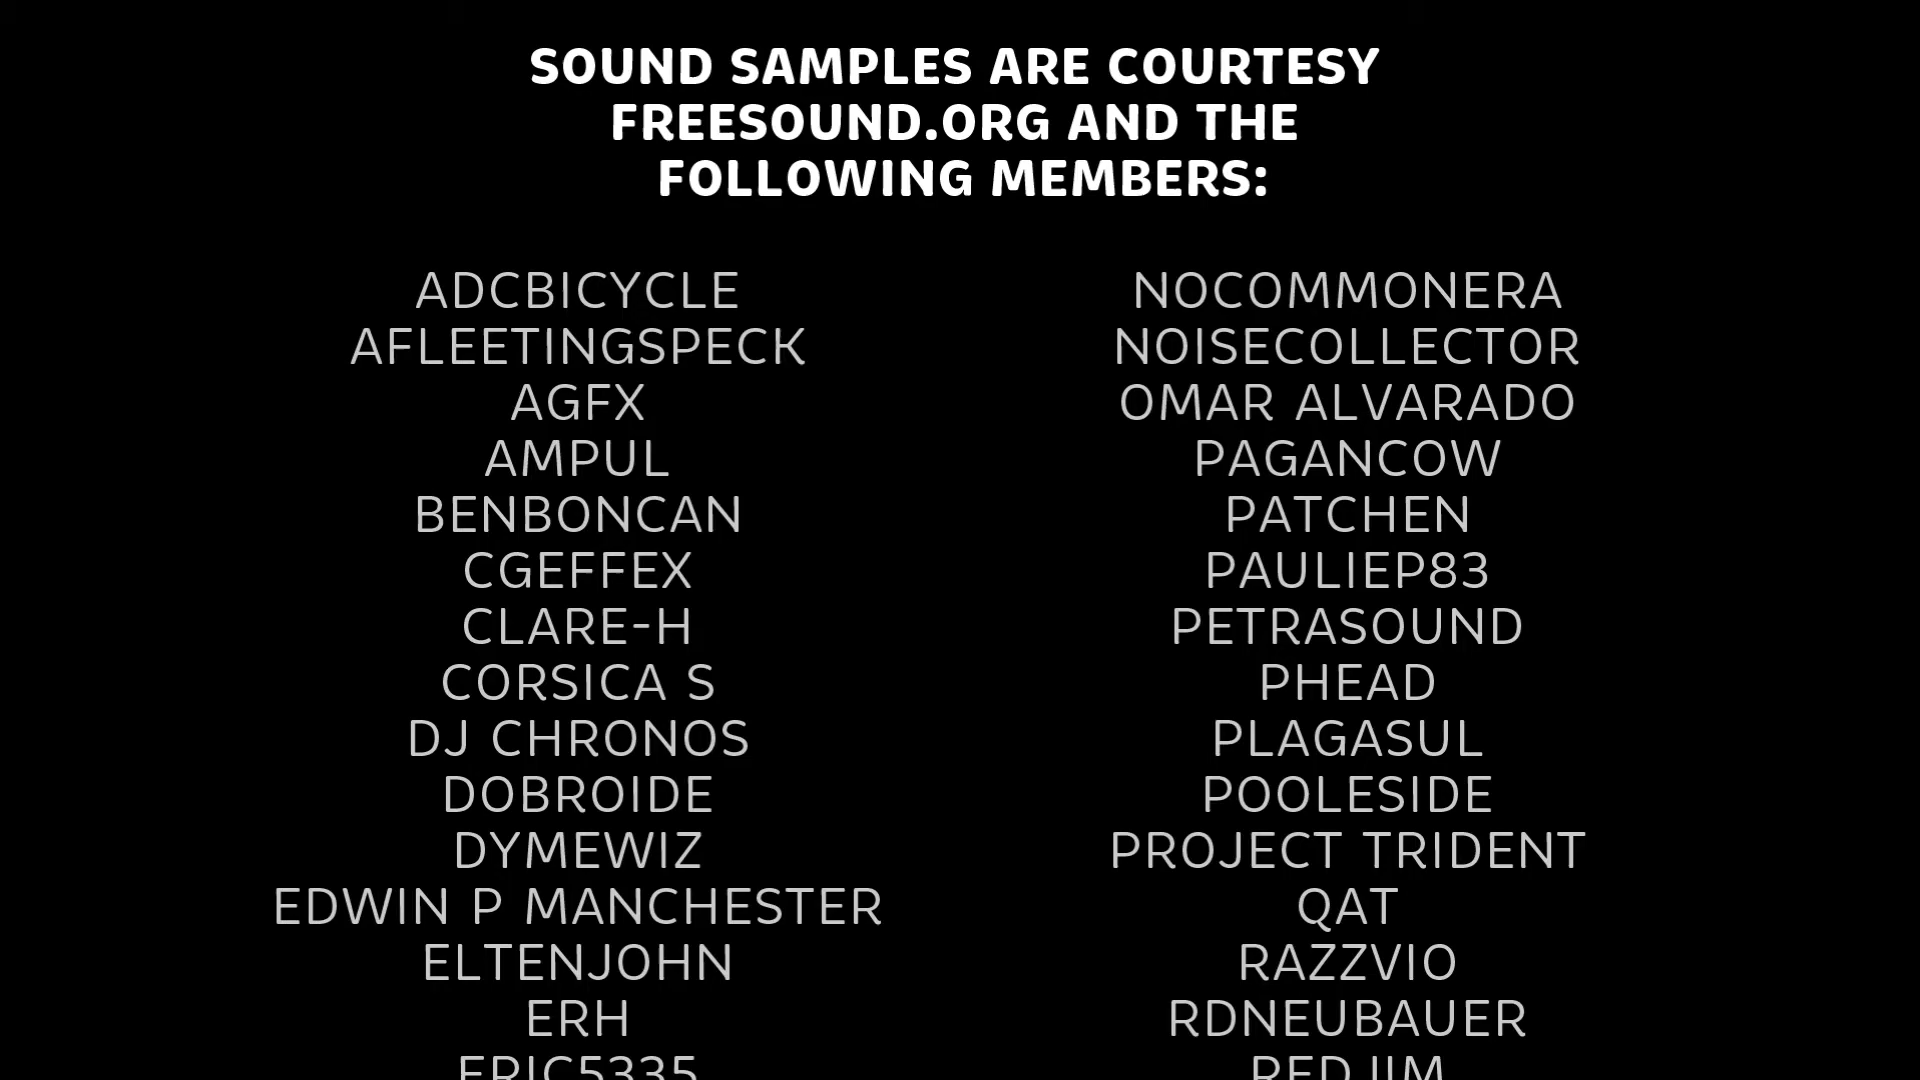 SOUND SAMPLES ARE COURTESY
FREESOUND.ORG AND THE
FOLLOWING MEMBERS:
ADCBICYCLE
AFLEETINGSPECK
AGFX
AMPUL
BENBONCAN
CGEFFEX
CLARE-H
CORSICA S
DJ CHRONOS
DOBROIDE
DYMEWIZ
EDWIN P MANCHESTER
ELTENJOHN
ERH
ERIC5335
NOCOMMONERA
NOISECOLLECTOR
OMAR ALVARADO
PAGANCOW
PATCHEN
PAULIEP83
PETRASOUND
PHEAD
PLAGASUL
POOLESIDE
PROJECT TRIDENT
QAT
RAZZVIO
RDNEUBAUER
REDJIM